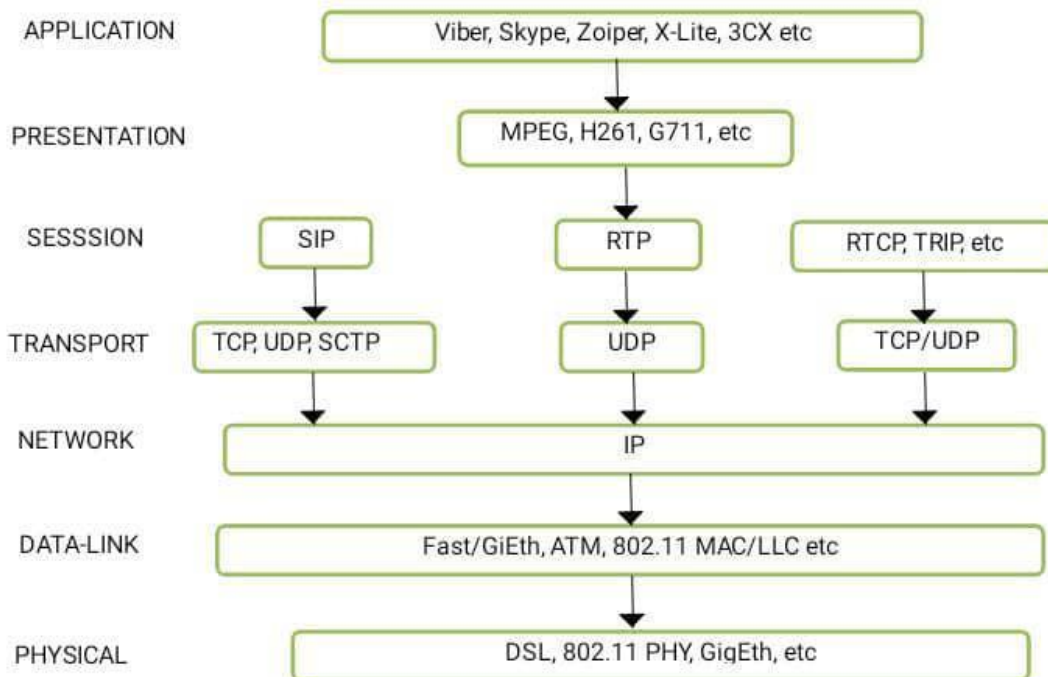 APPLICATION
Viber, Skype, Zoiper, X-Lite, 3CX etc
PRESENTATION
MPEG, H261, G711, etc
SESSSION
SIP
RTP
RTCP, TRIP, etc
TRANSPORT
TCP, UDP, SCTP
UDP
TCP/UDP
NETWORK
IP
DATA-LINK
Fast/GiEth, ATM, 802.11 MAC/LLC etc
PHYSICAL
DSL, 802.11 PHY, GigEth, etc